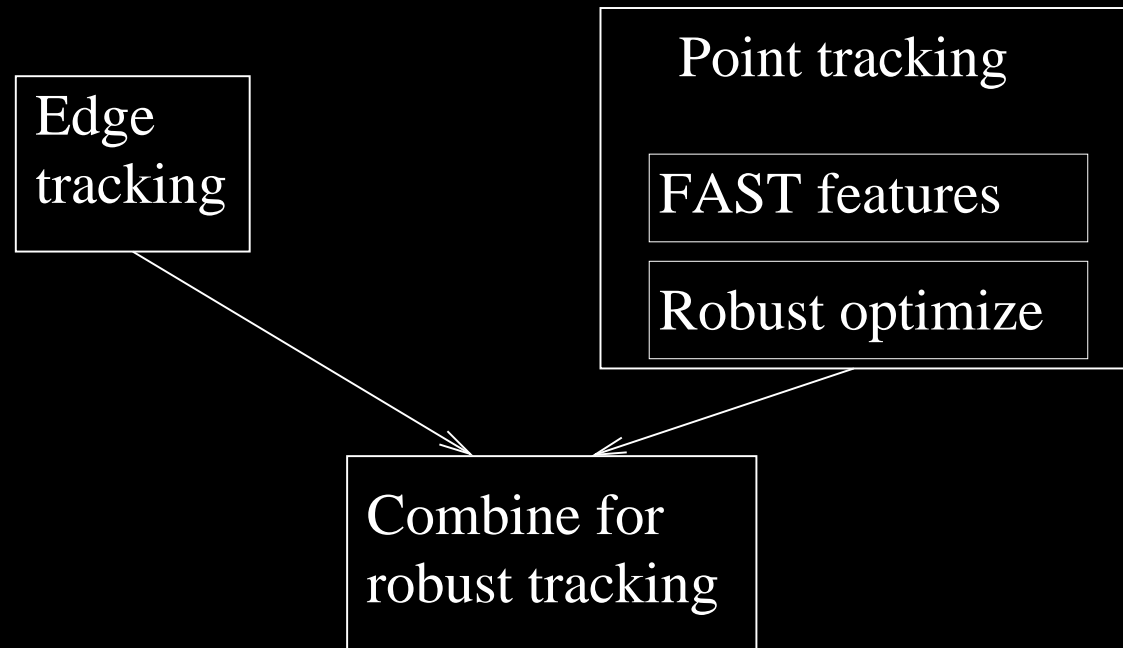 Edge
tracking
Point tracking
FAST features
Robust optimize
Combine for
robust tracking